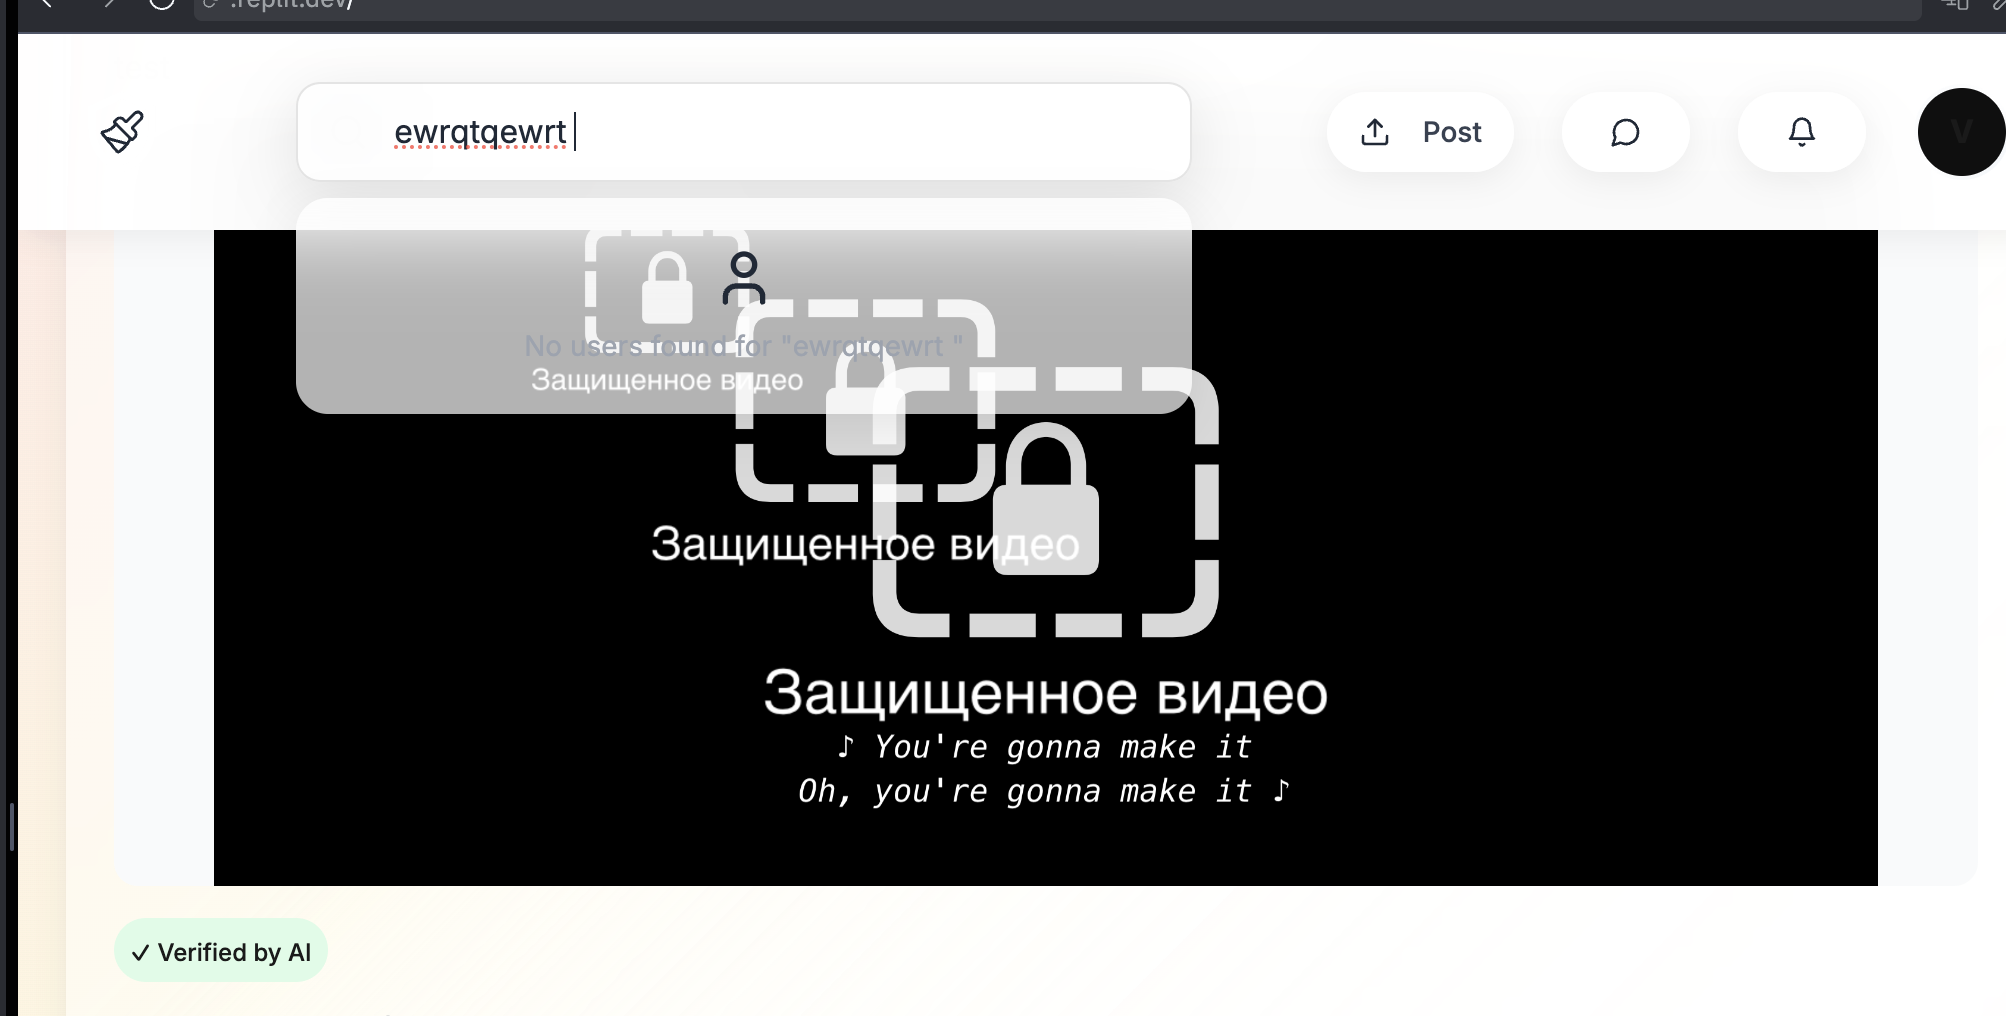 .replit.dev/
ewrqtqewrt
Post
V
No users found for "ewrqtqewrt "
Защищенное видео
Защищенное видео
Защищенное видео
♪ You're gonna make it
Oh, you're gonna make it ♪
✓ Verified by AI